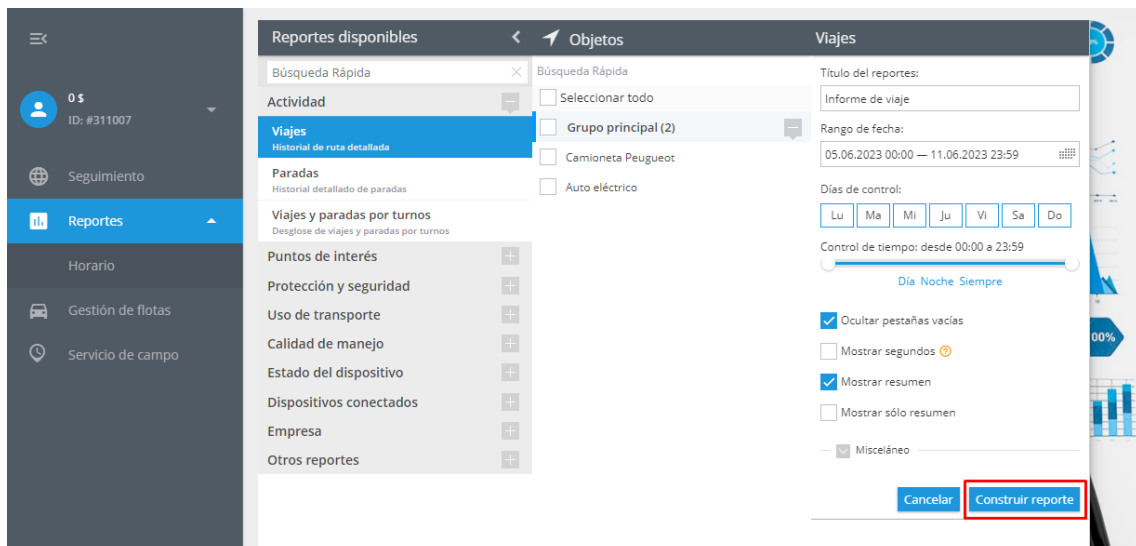 0 $
ID: #311007
Seguimiento
Reportes
Horario
Gestión de flotas
Servicio de campo
Reportes disponibles
Búsqueda Rápida
Actividad
Viajes
Historial de ruta detallada
Paradas
Historial detallado de paradas
Viajes y paradas por turnos
Desglose de viajes y paradas por turnos
Puntos de interés
Protección y seguridad
Uso de transporte
Calidad de manejo
Estado del dispositivo
Dispositivos conectados
Empresa
Otros reportes
Objetos
Búsqueda Rápida
Seleccionar todo
Grupo principal (2)
Camioneta Peugueot
Auto eléctrico
Viajes
Título del reportes:
Informe de viaje
Rango de fecha:
05.06.2023 00:00 — 11.06.2023 23:59
Días de control:
Lu Ma Mi Ju Vi Sa Do
Control de tiempo: desde 00:00 a 23:59
Día Noche Siempre
Ocultar pestañas vacías
Mostrar segundos
Mostrar resumen
Mostrar sólo resumen
Misceláneo
Cancelar Construir reporte
00%